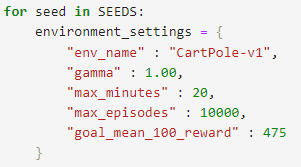 for seed in SEEDS:
    environment_settings = {
        "env_name" : "CartPole-v1",
        "gamma" : 1.00,
        "max_minutes" : 20,
        "max_episodes" : 10000,
        "goal_mean_100_reward" : 475
    }